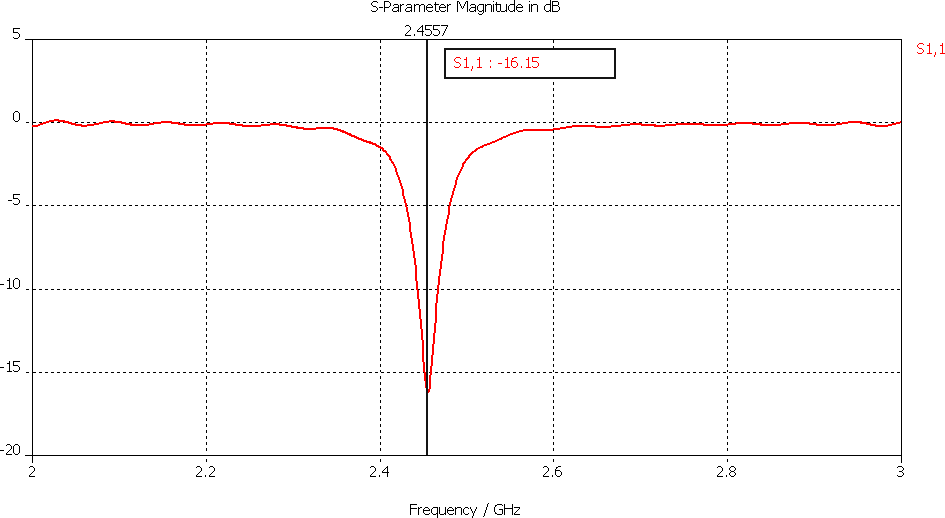 S-Parameter Magnitude in dB
2.4557
S1,1 : -16.15
S1,1
5
0
-5
-10
-15
-20
2 2.2 2.4 2.6 2.8 3
Frequency / GHz